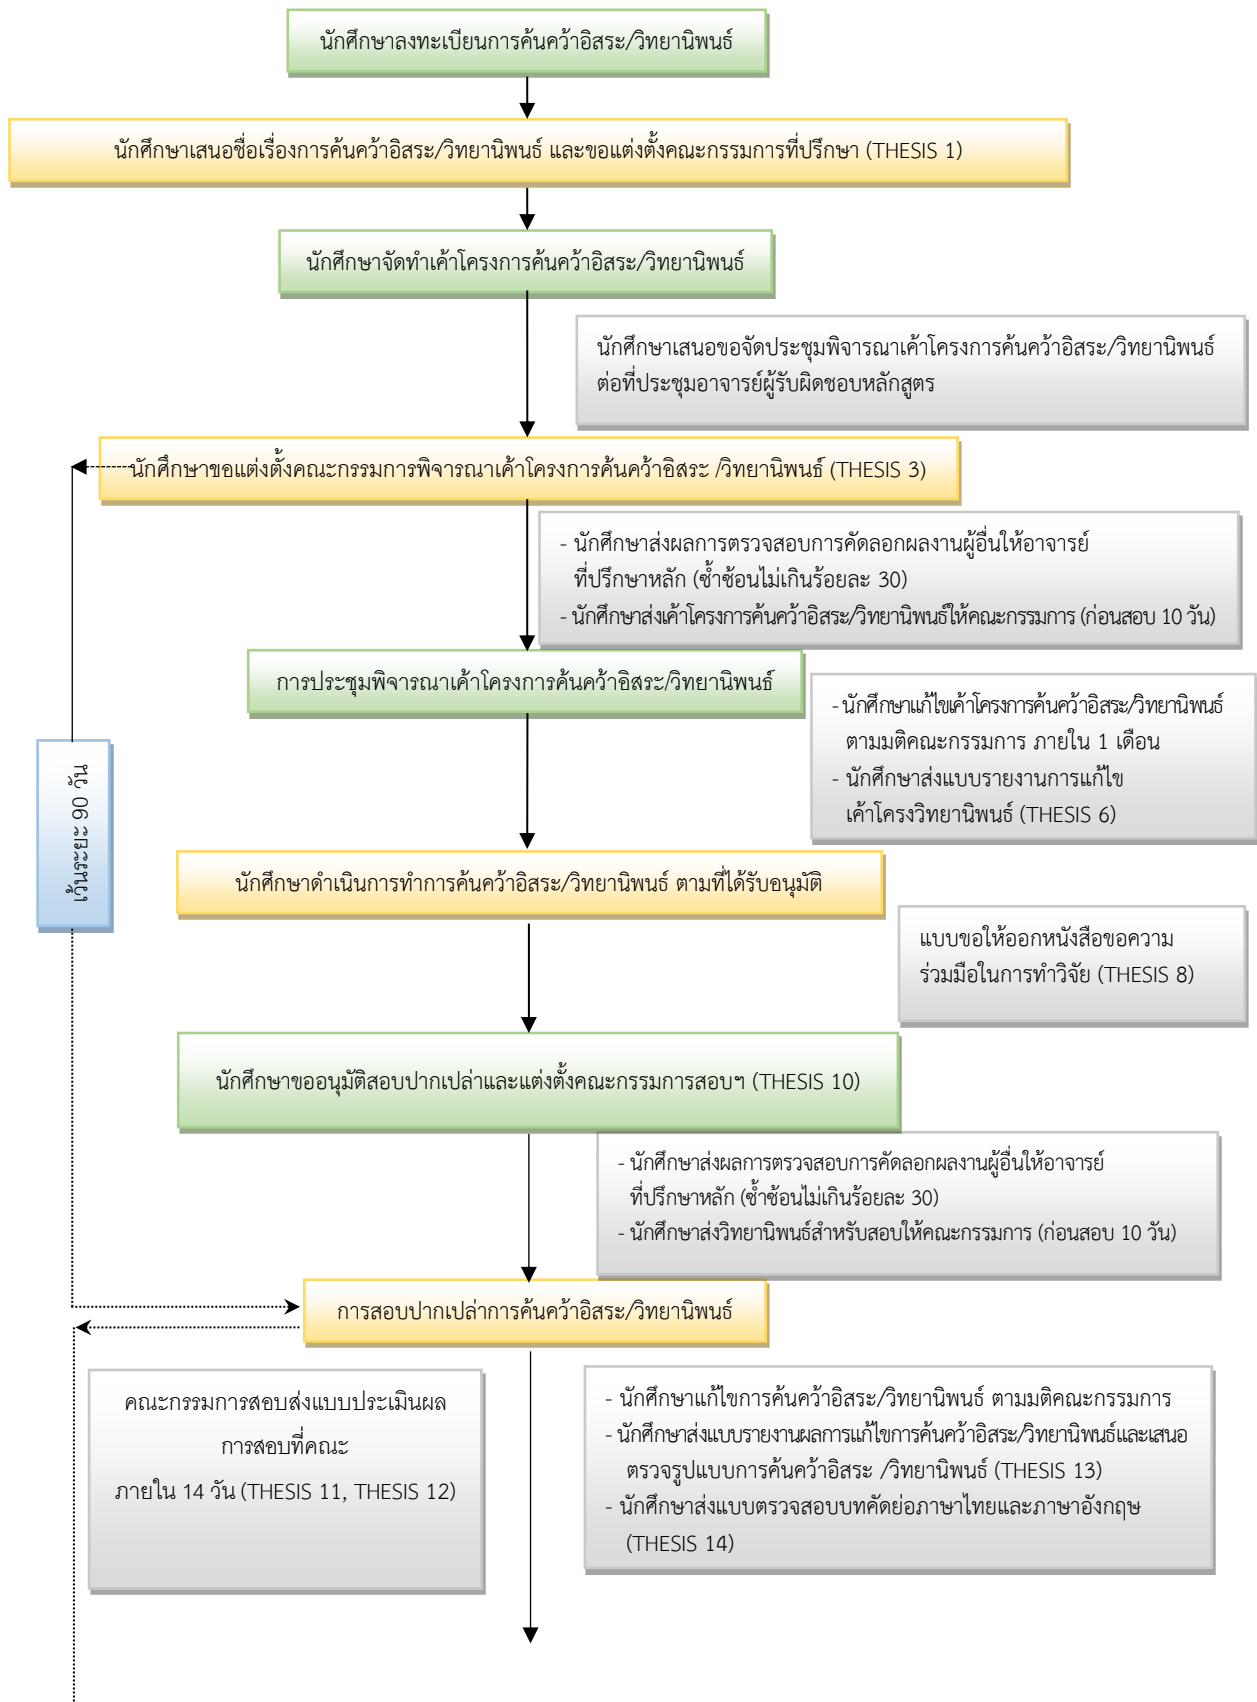 นักศึกษาลงทะเบียนการค้นคว้าอิสระ/วิทยานิพนธ์
นักศึกษาเสนอชื่อเรื่องการค้นคว้าอิสระ/วิทยานิพนธ์ และขอแต่งตั้งคณะกรรมการที่ปรึกษา (THESIS 1)
นักศึกษาจัดทำเค้าโครงการค้นคว้าอิสระ/วิทยานิพนธ์
นักศึกษาเสนอขอจัดประชุมพิจารณาเค้าโครงการค้นคว้าอิสระ/วิทยานิพนธ์
ต่อที่ประชุมอาจารย์ผู้รับผิดชอบหลักสูตร
นักศึกษาขอแต่งตั้งคณะกรรมการพิจารณาเค้าโครงการค้นคว้าอิสระ /วิทยานิพนธ์ (THESIS 3)
- นักศึกษาส่งผลการตรวจสอบการคัดลอกผลงานผู้อื่นให้อาจารย์
ที่ปรึกษาหลัก (ซ้ำซ้อนไม่เกินร้อยละ 30)
- นักศึกษาส่งเค้าโครงการค้นคว้าอิสระ/วิทยานิพนธ์ให้คณะกรรมการ (ก่อนสอบ 10 วัน)
การประชุมพิจารณาเค้าโครงการค้นคว้าอิสระ/วิทยานิพนธ์
- นักศึกษาแก้ไขเค้าโครงการค้นคว้าอิสระ/วิทยานิพนธ์
ตามมติคณะกรรมการ ภายใน 1 เดือน
- นักศึกษาส่งแบบรายงานการแก้ไข
เค้าโครงวิทยานิพนธ์ (THESIS 6)
เว้นระยะ 90 วัน
นักศึกษาดำเนินการทำการค้นคว้าอิสระ/วิทยานิพนธ์ ตามที่ได้รับอนุมัติ
แบบขอให้ออกหนังสือขอความ
ร่วมมือในการทำวิจัย (THESIS 8)
นักศึกษาขออนุมัติสอบปากเปล่าและแต่งตั้งคณะกรรมการสอบฯ (THESIS 10)
- นักศึกษาส่งผลการตรวจสอบการคัดลอกผลงานผู้อื่นให้อาจารย์
ที่ปรึกษาหลัก (ซ้ำซ้อนไม่เกินร้อยละ 30)
- นักศึกษาส่งวิทยานิพนธ์สำหรับสอบให้คณะกรรมการ (ก่อนสอบ 10 วัน)
การสอบปากเปล่าการค้นคว้าอิสระ/วิทยานิพนธ์
คณะกรรมการสอบส่งแบบประเมินผล
การสอบที่คณะ
ภายใน 14 วัน (THESIS 11, THESIS 12)
- นักศึกษาแก้ไขการค้นคว้าอิสระ/วิทยานิพนธ์ ตามมติคณะกรรมการ
- นักศึกษาส่งแบบรายงานผลการแก้ไขการค้นคว้าอิสระ/วิทยานิพนธ์และเสนอ
ตรวจรูปแบบการค้นคว้าอิสระ /วิทยานิพนธ์ (THESIS 13)
- นักศึกษาส่งแบบตรวจสอบบทคัดย่อภาษาไทยและภาษาอังกฤษ
(THESIS 14)